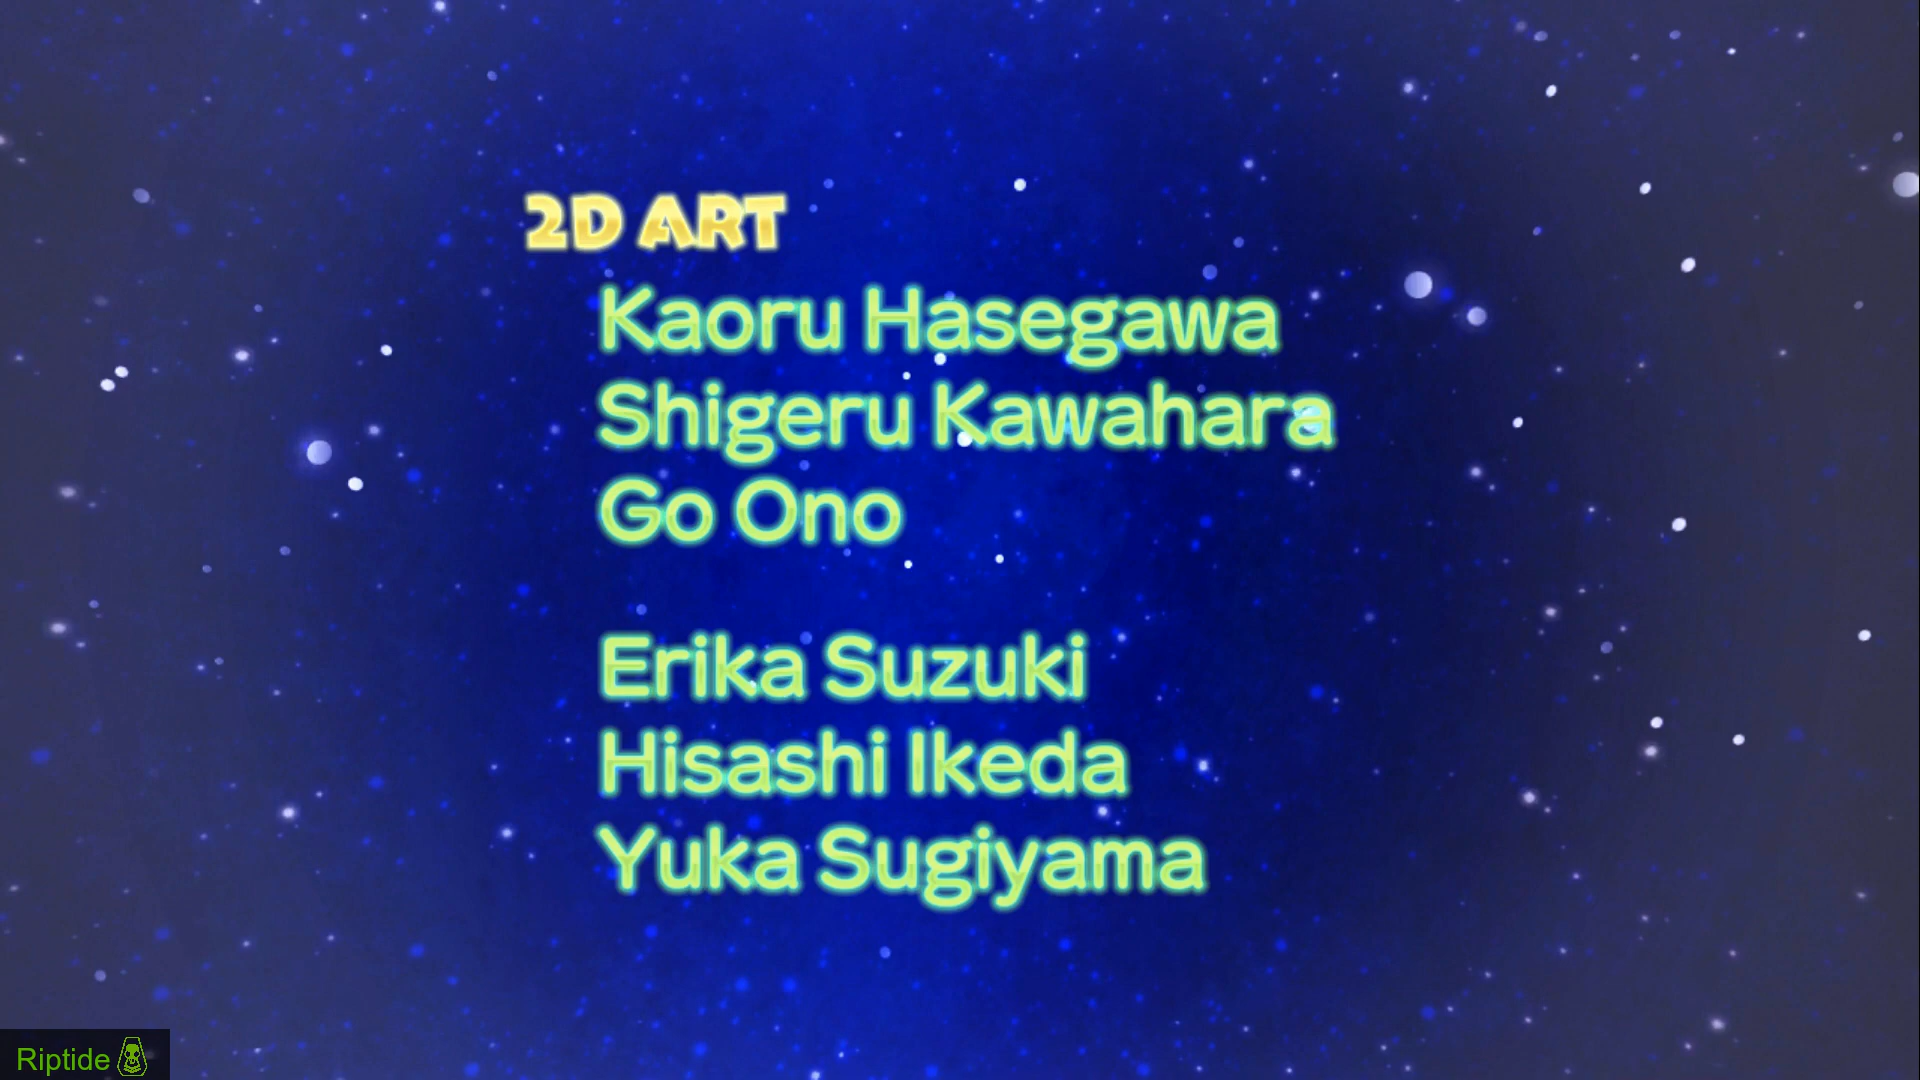 2D ART
Kaoru Hasegawa
Shigeru Kawahara
Go Ono
Erika Suzuki
Hisashi Ikeda
Yuka Sugiyama
Riptide